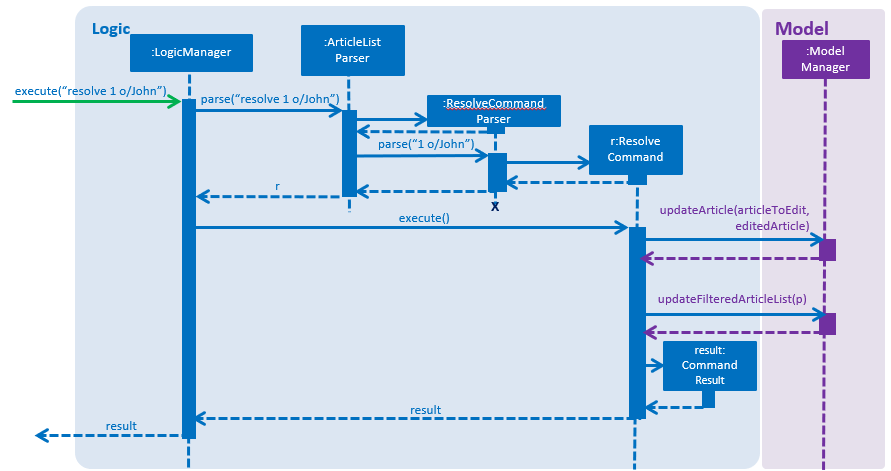 Logic
Model
:LogicManager
:ArticleList
Parser
:Model
Manager
execute(“resolve 1 o/John”)
parse(“resolve 1 o/John”)
:ResolveCommand
Parser
r:Resolve
Command
parse(“1 o/John”)
r
X
execute()
updateArticle(articleToEdit,
editedArticle)
updateFilteredArticleList(p)
result:
Command
Result
result
result